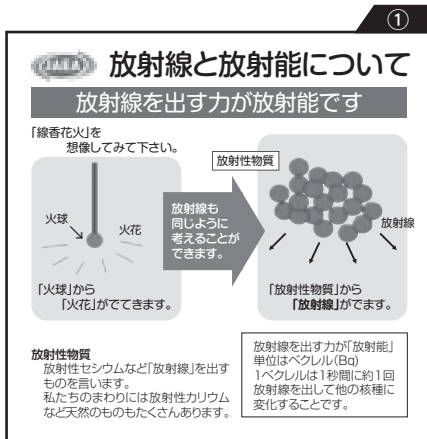 ①
放射線と放射能について
放射線を出す力が放射能です
「線香花火」を
想像してみて下さい。
火球
火花
「火球」から
「火花」がでてきます。
放射線も
同じように
考えることが
できます。
放射性物質
放射線
「放射性物質」から
「放射線」がでます。
放射性物質
放射性セシウムなど「放射線」を出す
ものを言います。
私たちのまわりには放射性カリウム
など天然のものもたくさんあります。
放射線を出す力が「放射能」
単位はベクレル(Bq)
1ベクレルは1秒間に約1回
放射線を出して他の核種に
変化することです。